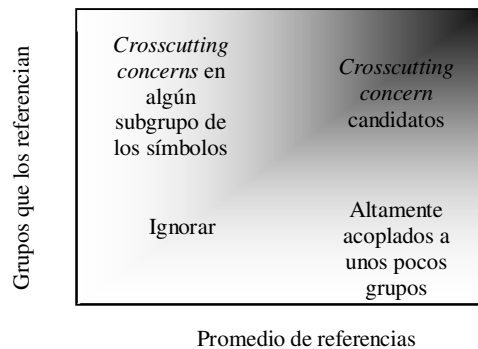 Grupos que los referencian
Crosscutting
concerns en
algún
subgrupo de
los símbolos
Crosscutting
concern
candidatos
Ignorar
Altamente
acoplados a
unos pocos
grupos
Promedio de referencias